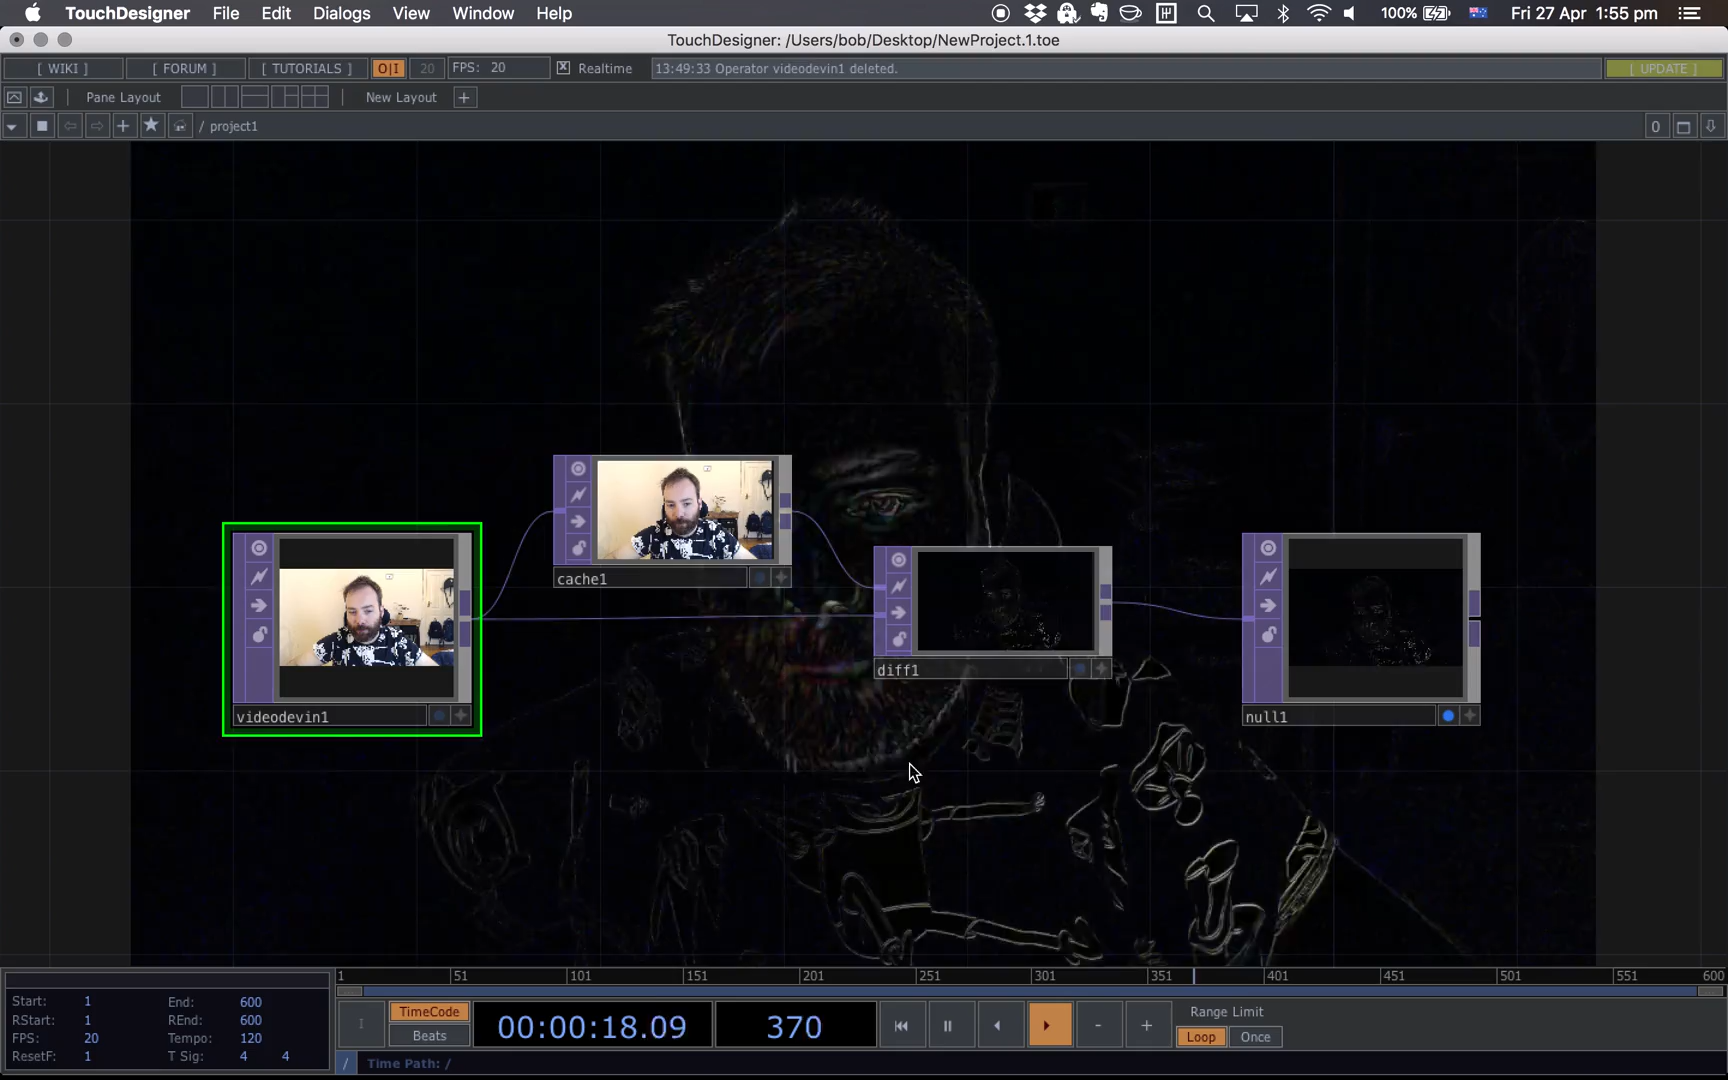 TouchDesigner File Edit Dialogs View Window Help 100% Fri 27 Apr 1:55 pm
TouchDesigner: /Users/bob/Desktop/NewProject.1.toe
[ WIKI ] [ FORUM ] [ TUTORIALS ] O|I 20 FPS: 20 Realtime 13:49:33 Operator videodevin1 deleted. [ UPDATE ]
Pane Layout New Layout +
/ project1 0
cache1
diff1
videodevin1
null1
1 51 101 151 201 251 301 351 401 451 501 551 600
Start: 1 End: 600
RStart: 1 REnd: 600
FPS: 20 Tempo: 120
ResetF: 1 T Sig: 4 4
TimeCode
Beats
00:00:18.09
370
- +
Range Limit
Loop Once
/ Time Path: /